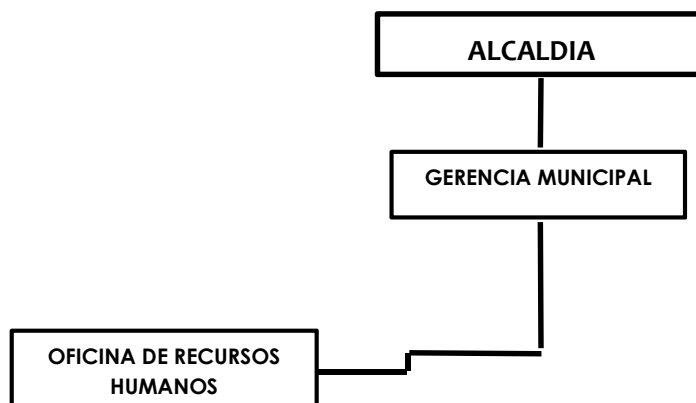 ALCALDIA
GERENCIA MUNICIPAL
OFICINA DE RECURSOS
HUMANOS